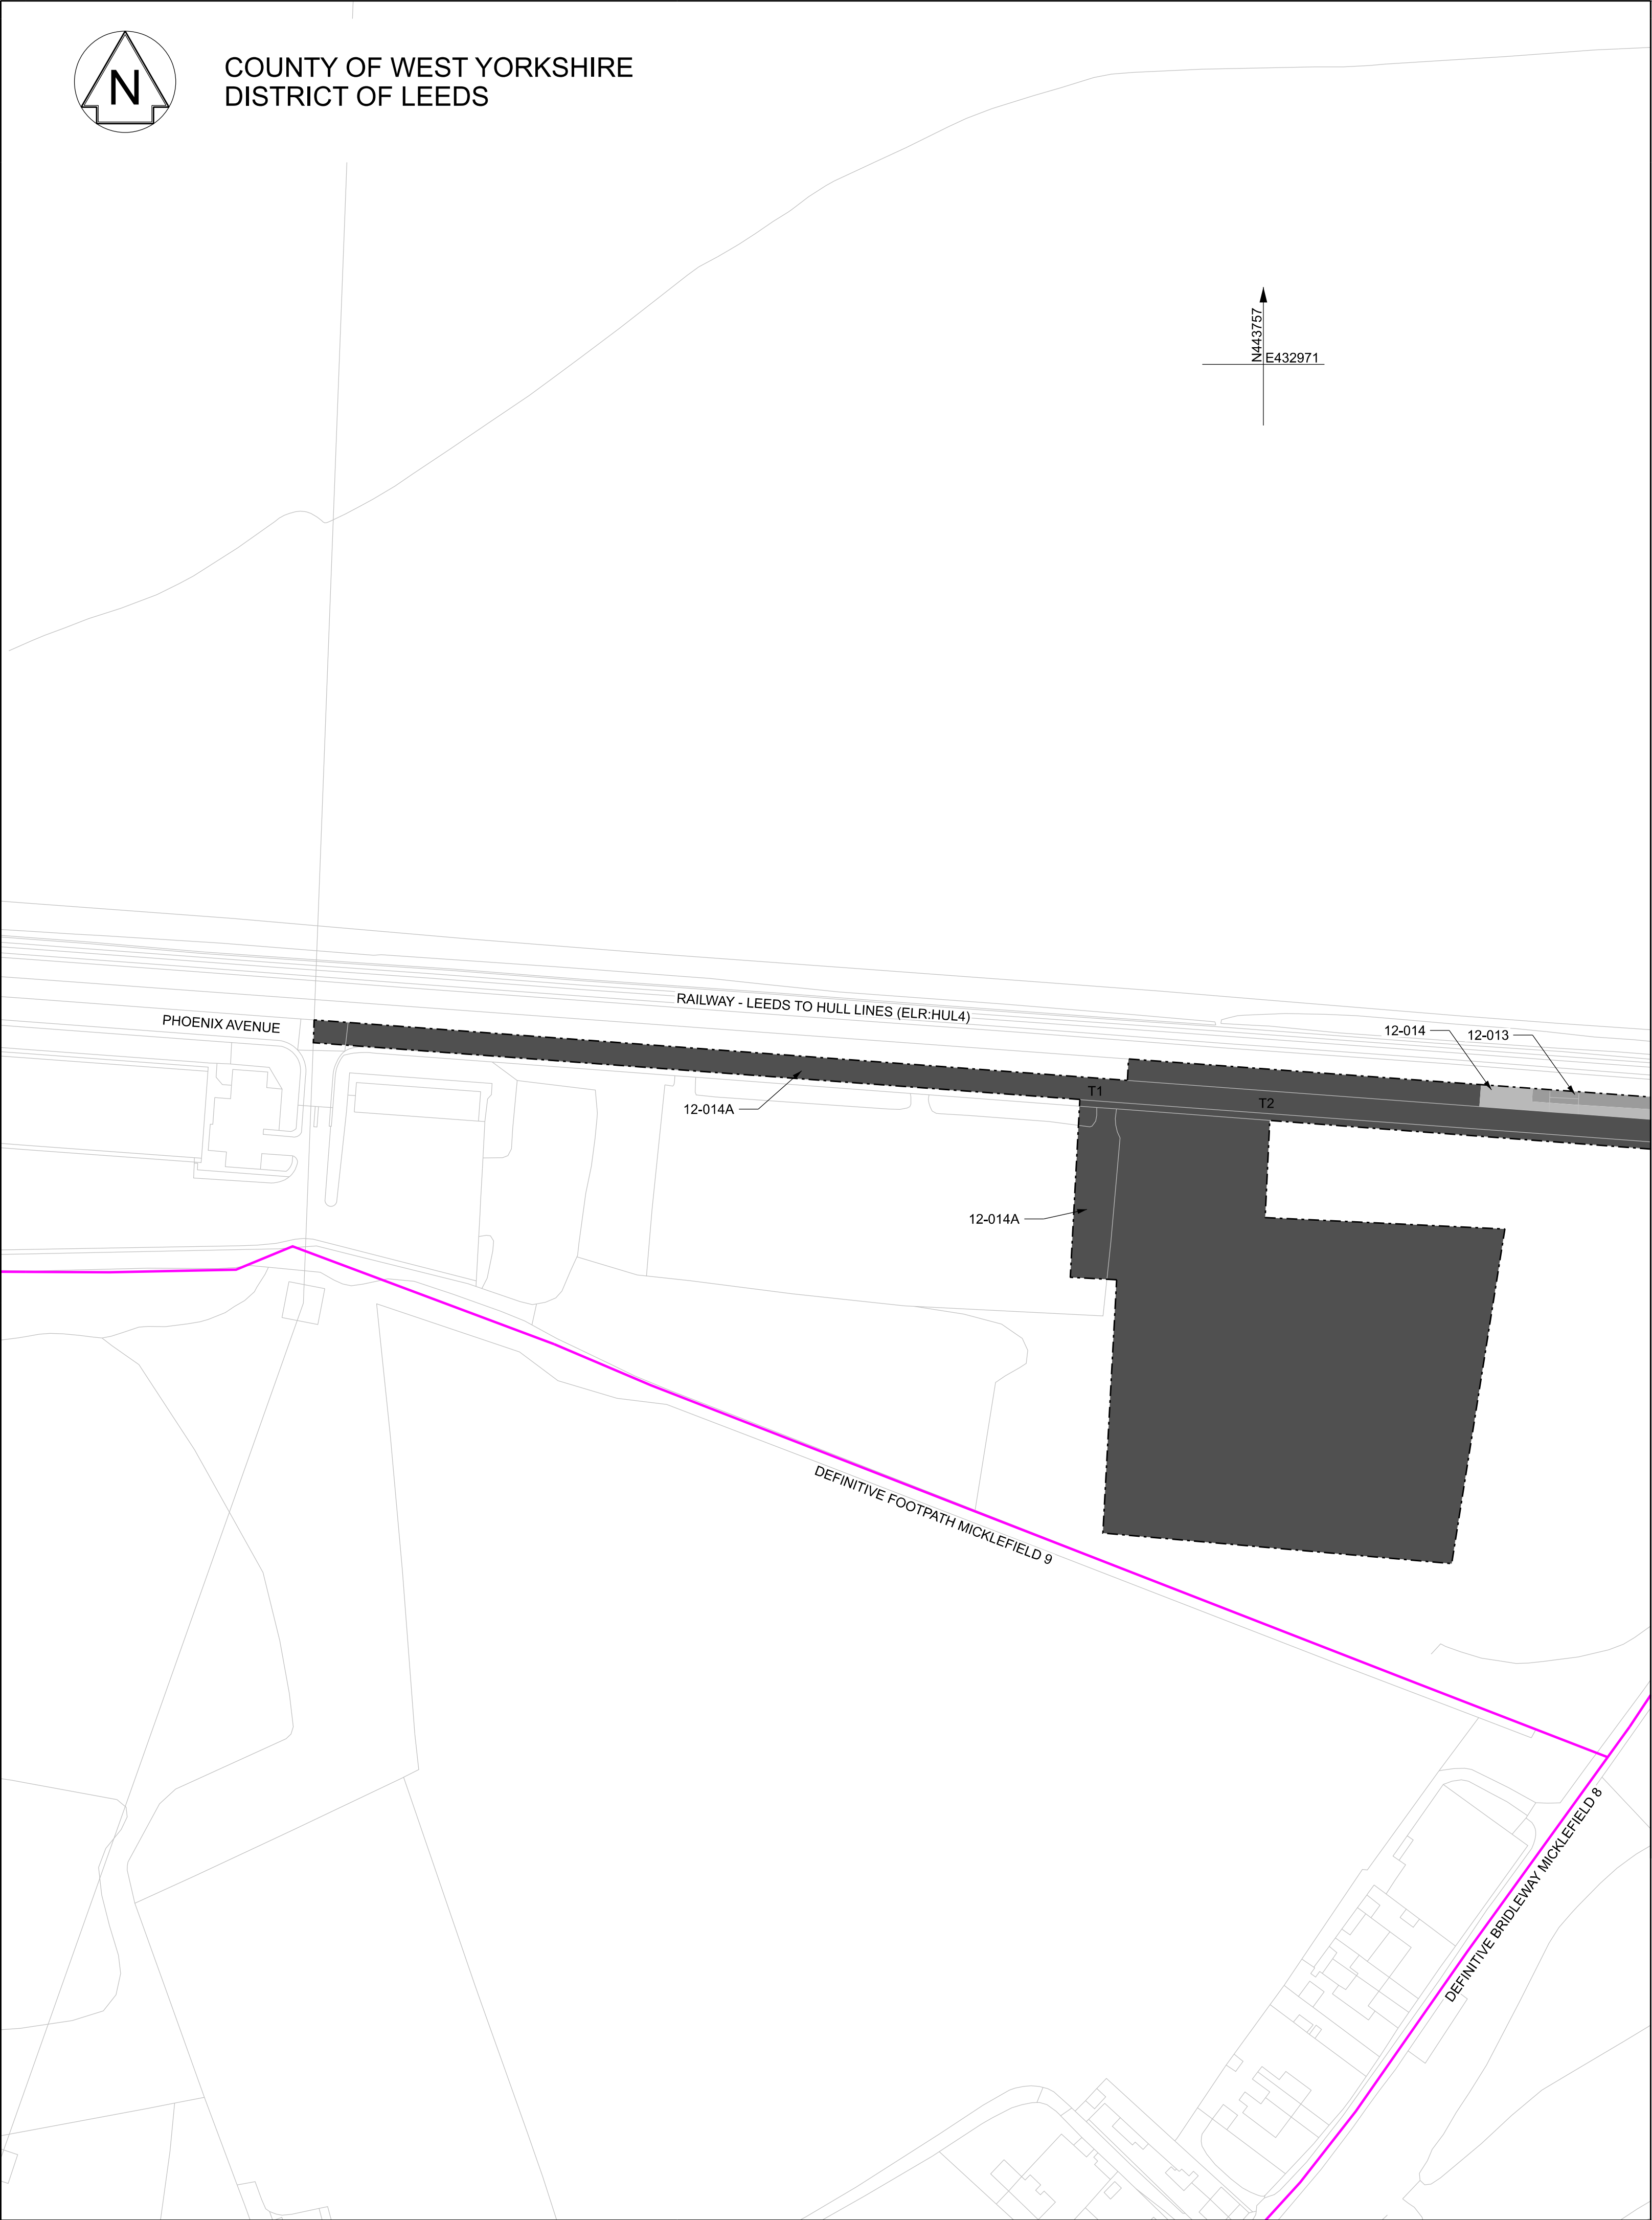 N
COUNTY OF WEST YORKSHIRE
DISTRICT OF LEEDS
N443757
E432971
RAILWAY - LEEDS TO HULL LINES (ELR:HUL4)
PHOENIX AVENUE
12-014
12-013
T1
T2
12-014A
12-014A
DEFINITIVE FOOTPATH MICKLEFIELD 9
DEFINITIVE BRIDLEWAY MICKLEFIELD 8